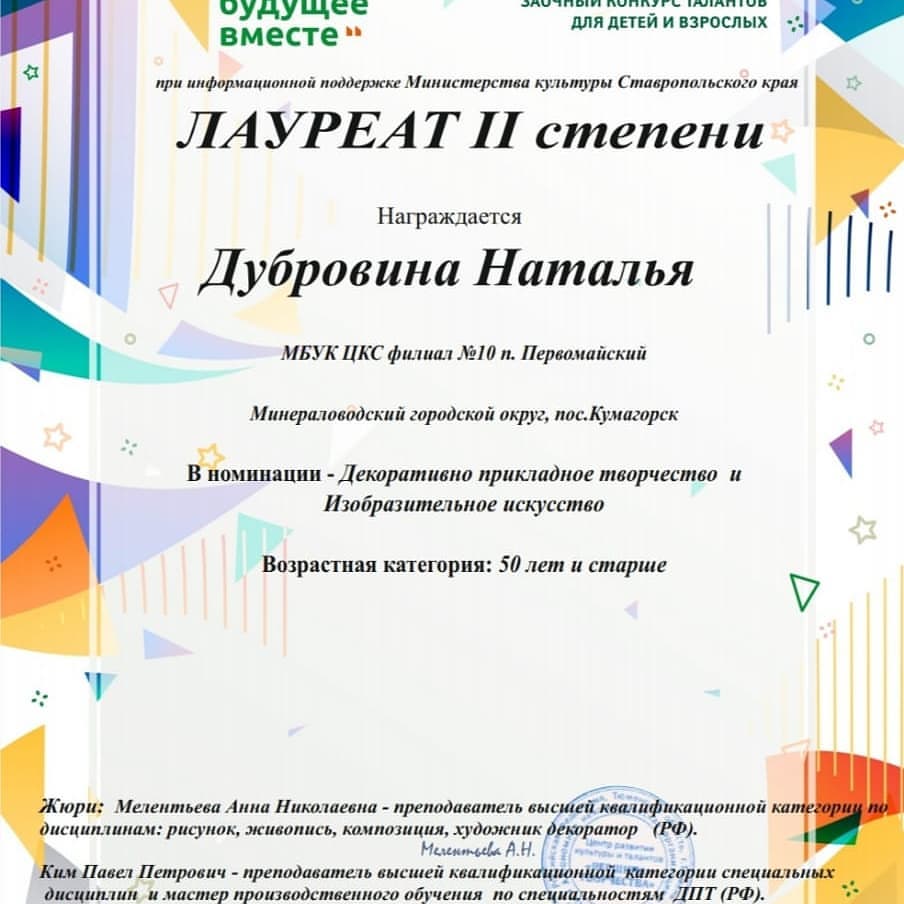 будущее
вместе"
ЗАОЧНЫЙ КОНКУРС ТАЛАНТОВ
ДЛЯ ДЕТЕЙ И ВЗРОСЛЫХ
при информационной поддержке Министерства культуры Ставропольского края
ЛАУРЕАТ II степени
Награждается
Дубровина Наталья
МБУК ЦКС филиал №10 п. Первомайский
Минераловодский городской округ, пос.Кумагорск
В номинации - Декоративно прикладное творчество и
Изобразительное искусство
Возрастная категория: 50 лет и старше
Жюри: Мелентьева Анна Николаевна - преподаватель высшей квалификационной категории по
дисциплинам: рисунок, живопись, композиция, художник декоратор (РФ).
Мелентьева А.Н.
Центр развития
культуры и талантов
Ким Павел Петрович - преподаватель высшей квалификационной категории специальных
дисциплин и мастер производственного обучения по специальностям ДПТ (РФ).